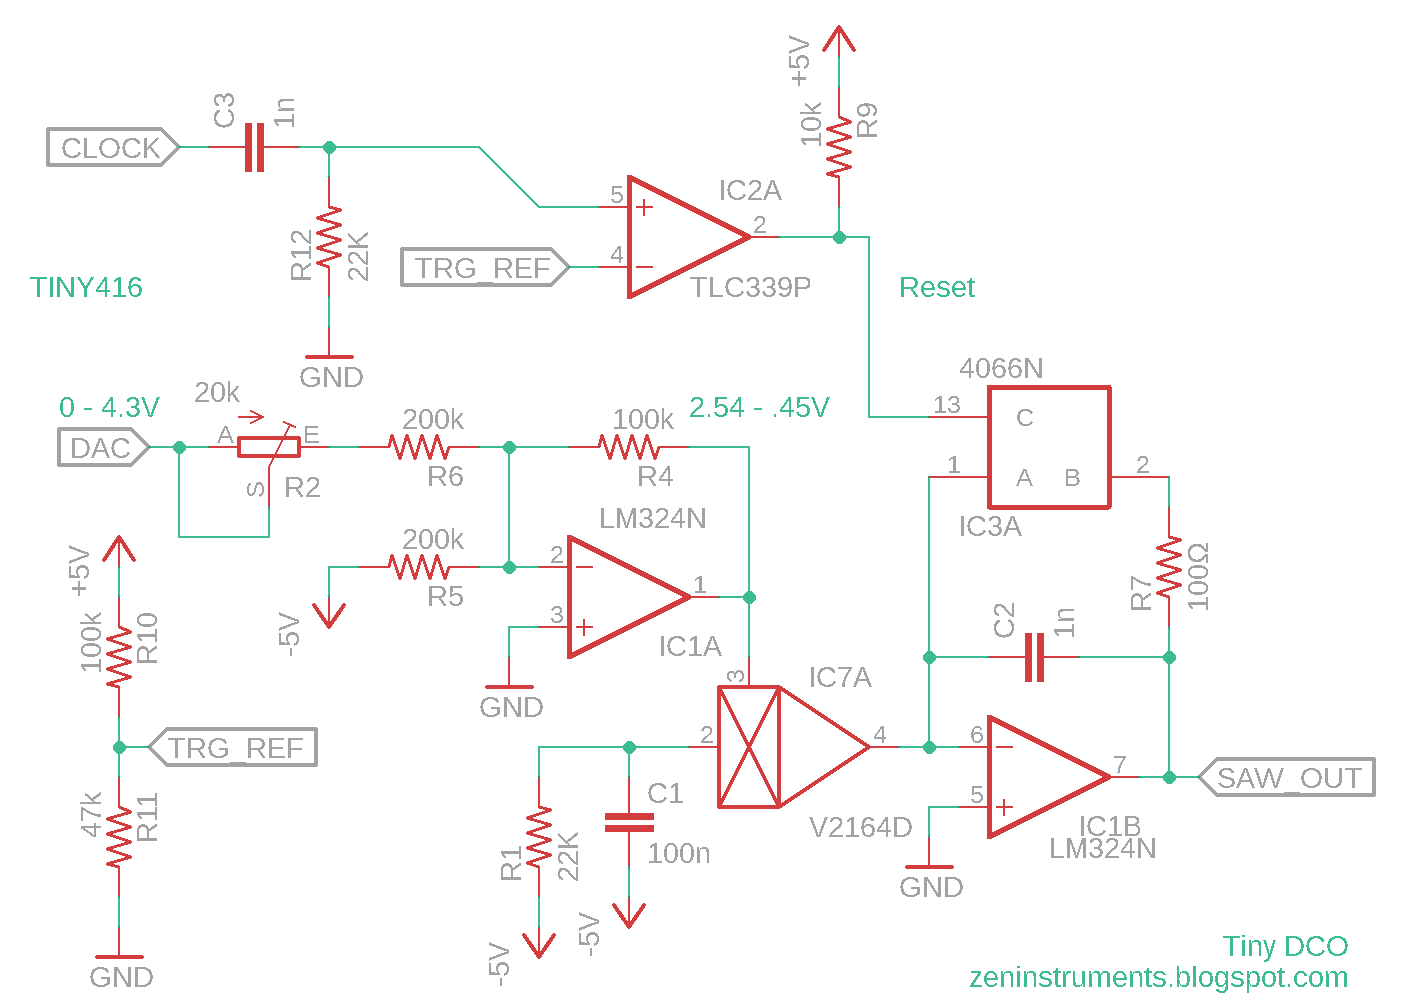 +5V
10k
R9
C3
1n
CLOCK
R12
22K
GND
5
4
2
IC2A
TLC339P
TRG_REF
TINY416
Reset
4066N
13
C
1
A
B
2
IC3A
0 - 4.3V
DAC
20k
A
E
S
R2
200k
R6
100k
R4
2.54 - .45V
LM324N
200k
R5
-5V
2
3
1
IC1A
GND
R7
100Ω
C2
1n
+5V
100k
R10
TRG_REF
47k
R11
GND
3
IC7A
2
4
V2164D
R1
22K
-5V
C1
100n
-5V
6
5
7
IC1B
LM324N
GND
SAW_OUT
Tiny DCO
zeninstruments.blogspot.com